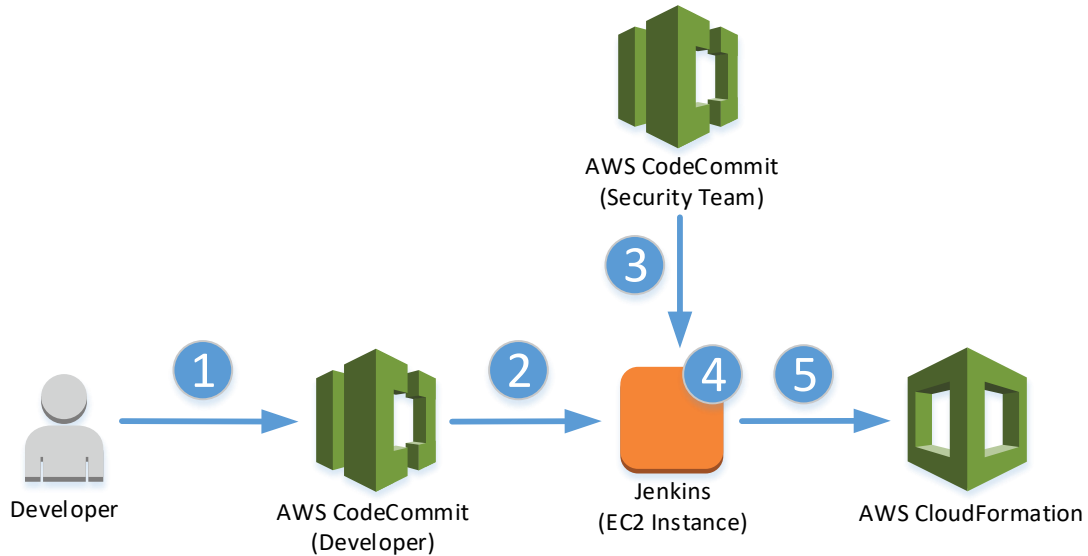 AWS CodeCommit
(Security Team)
3
1
2
4
5
Developer
AWS CodeCommit
(Developer)
Jenkins
(EC2 Instance)
AWS CloudFormation